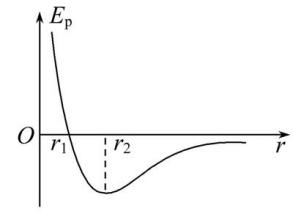 Eₚ
O r₁ r₂ r